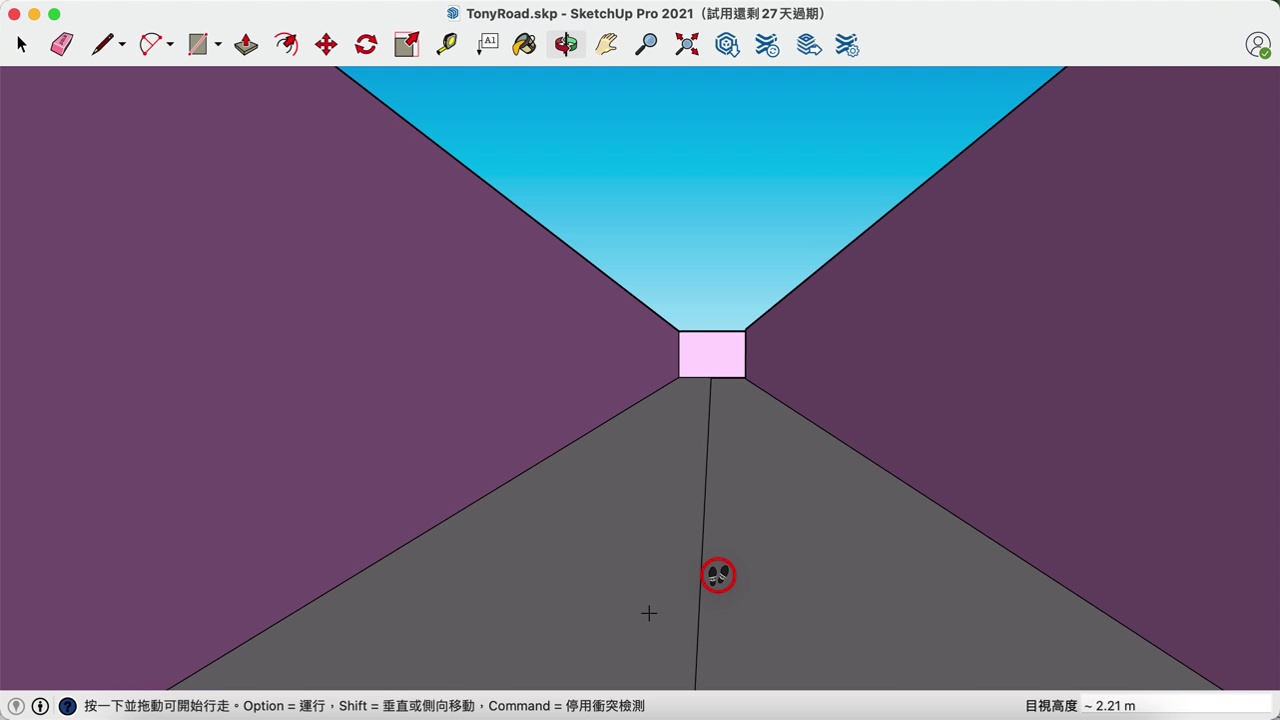 TonyRoad.skp - SketchUp Pro 2021（試用還剩27天過期）
A1
按一下並拖動可開始行走。Option = 運行，Shift = 垂直或側向移動，Command = 停用衝突檢測
目視高度 ~ 2.21 m